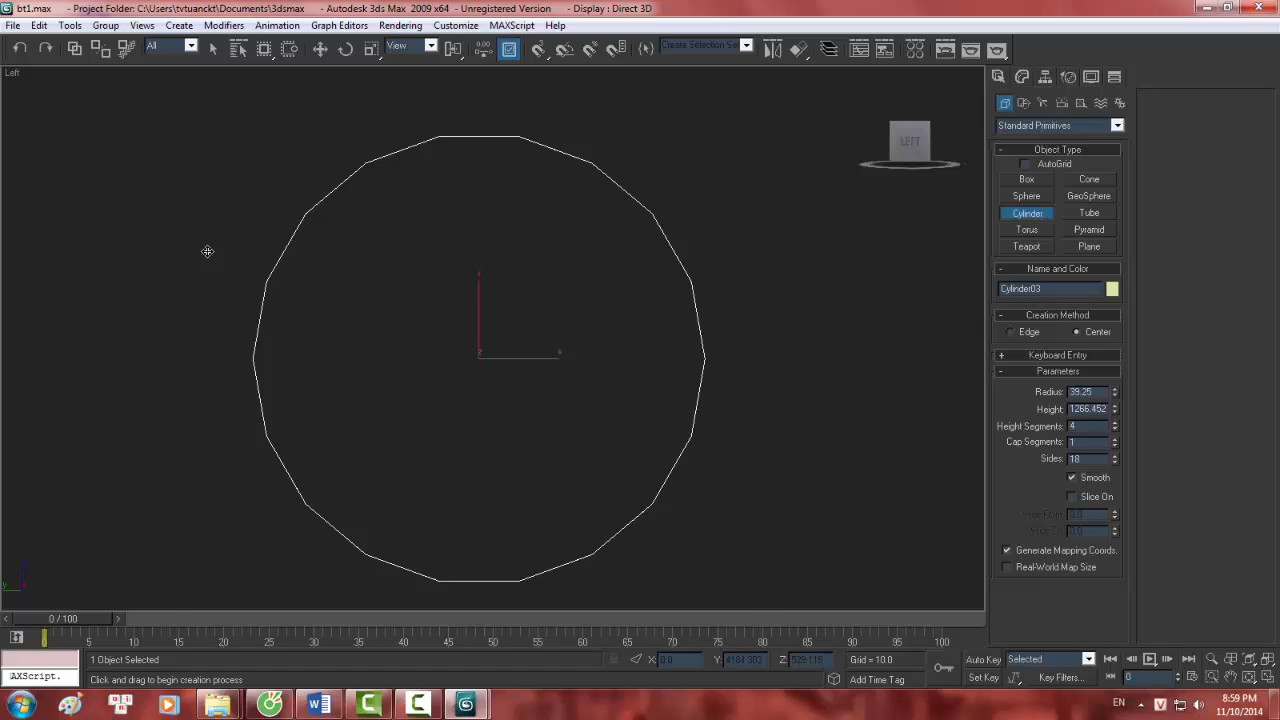 bt1.max - Project Folder: C:\Users\tvtuanckt\Documents\3dsmax - Autodesk 3ds Max 2009 x64 - Unregistered Version - Display : Direct 3D
File Edit Tools Group Views Create Modifiers Animation Graph Editors Rendering Customize MAXScript Help
All View Create Selection Se
Left
LEFT
Standard Primitives
- Object Type
AutoGrid
Box Cone
Sphere GeoSphere
Cylinder Tube
Torus Pyramid
Teapot Plane
- Name and Color
Cylinder03
- Creation Method
Edge Center
+ Keyboard Entry
- Parameters
Radius: 39.25
Height: 1266.452
Height Segments: 4
Cap Segments: 1
Sides: 18
Smooth
Slice On
0.0
0.0
Generate Mapping Coords.
Real-World Map Size
x
z
y
0 / 100
0 5 10 15 20 25 30 35 40 45 50 55 60 65 70 75 80 85 90 95 100
1 Object Selected X: 0.0 Y: 4184.303 Z: 529.115 Grid = 10.0 Auto Key Selected
AXScript. Click and drag to begin creation process Add Time Tag Set Key Key Filters... 0
EN 8:59 PM
11/10/2014